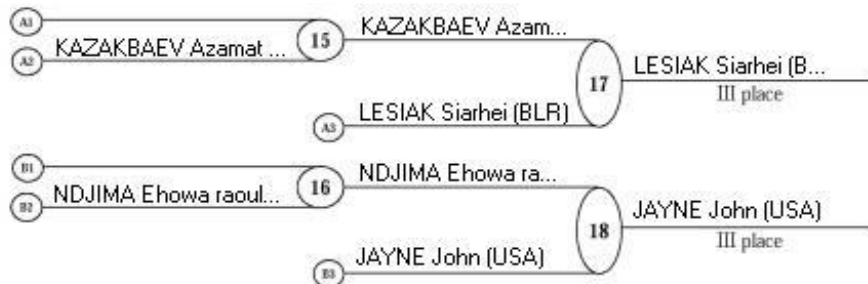 A1
KAZAKBAEV Azamat ...
A2
15
KAZAKBAEV Azam...
LESIAK Siarhei (BLR)
A3
17
LESIAK Siarhei (B...
III place
B1
NDJIMA Ehowa raoul...
B2
16
NDJIMA Ehowa ra...
JAYNE John (USA)
B3
18
JAYNE John (USA)
III place